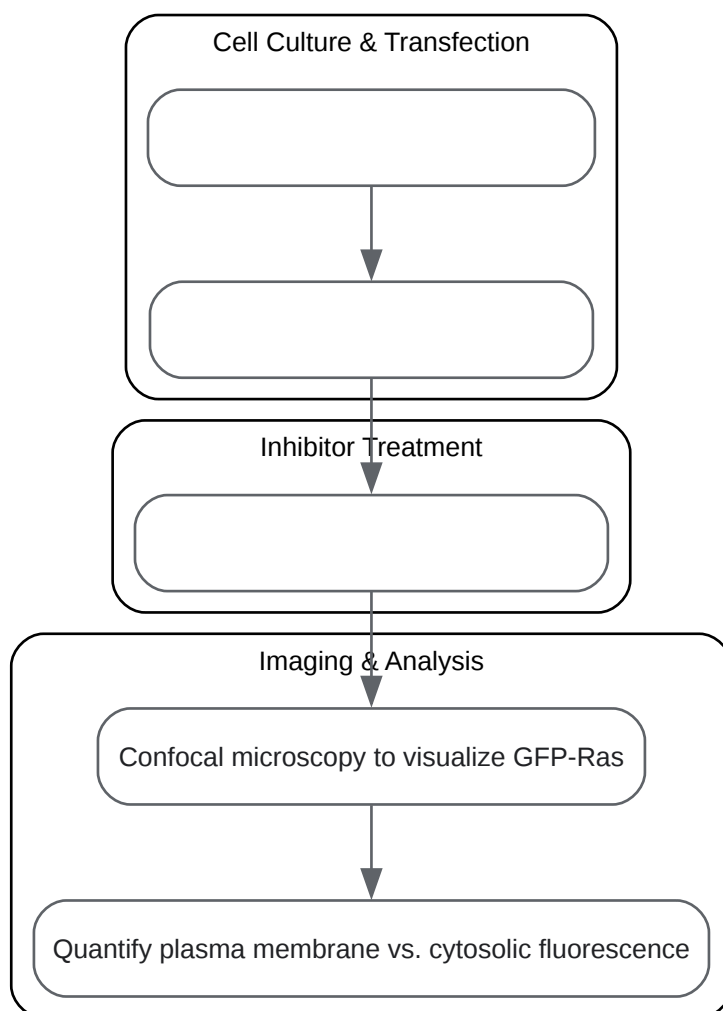 Cell Culture & Transfection
Inhibitor Treatment
Imaging & Analysis
Confocal microscopy to visualize GFP-Ras
Quantify plasma membrane vs. cytosolic fluorescence